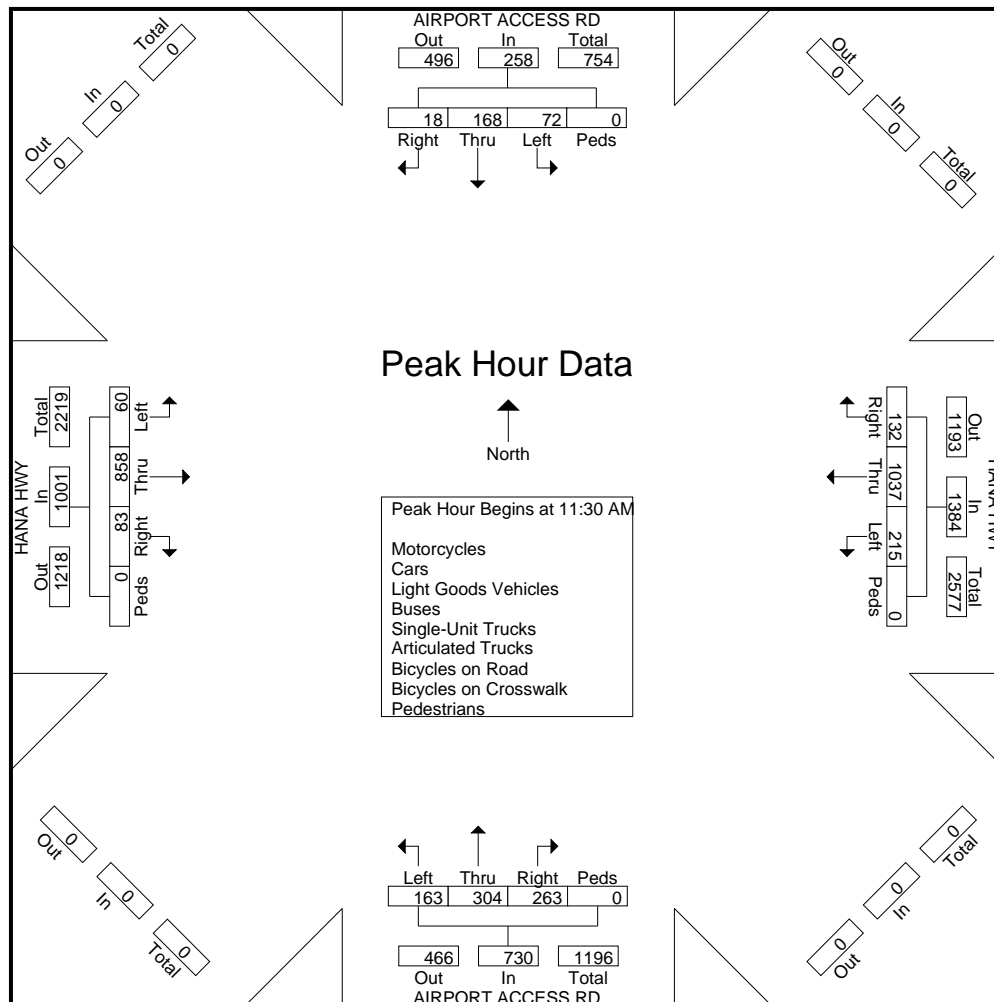 AIRPORT ACCESS RD
Out In Total
496 258 754
18 168 72 0
Right Thru Left Peds
Total
0
In
0
Out
0
Out
0
In
0
Total
0
Peak Hour Data
North
Peak Hour Begins at 11:30 AM
Motorcycles
Cars
Light Goods Vehicles
Buses
Single-Unit Trucks
Articulated Trucks
Bicycles on Road
Bicycles on Crosswalk
Pedestrians
HANA HWY
Out In Total
1218 1001 2219
0 83 858 60
Peds Right Thru Left
HANA HWY
Out In Total
1193 1384 2577
132 1037 215 0
Right Thru Left Peds
Out
0
In
0
Total
0
Total
0
In
0
Out
0
Left Thru Right Peds
163 304 263 0
466 730 1196
Out In Total
AIRPORT ACCESS RD